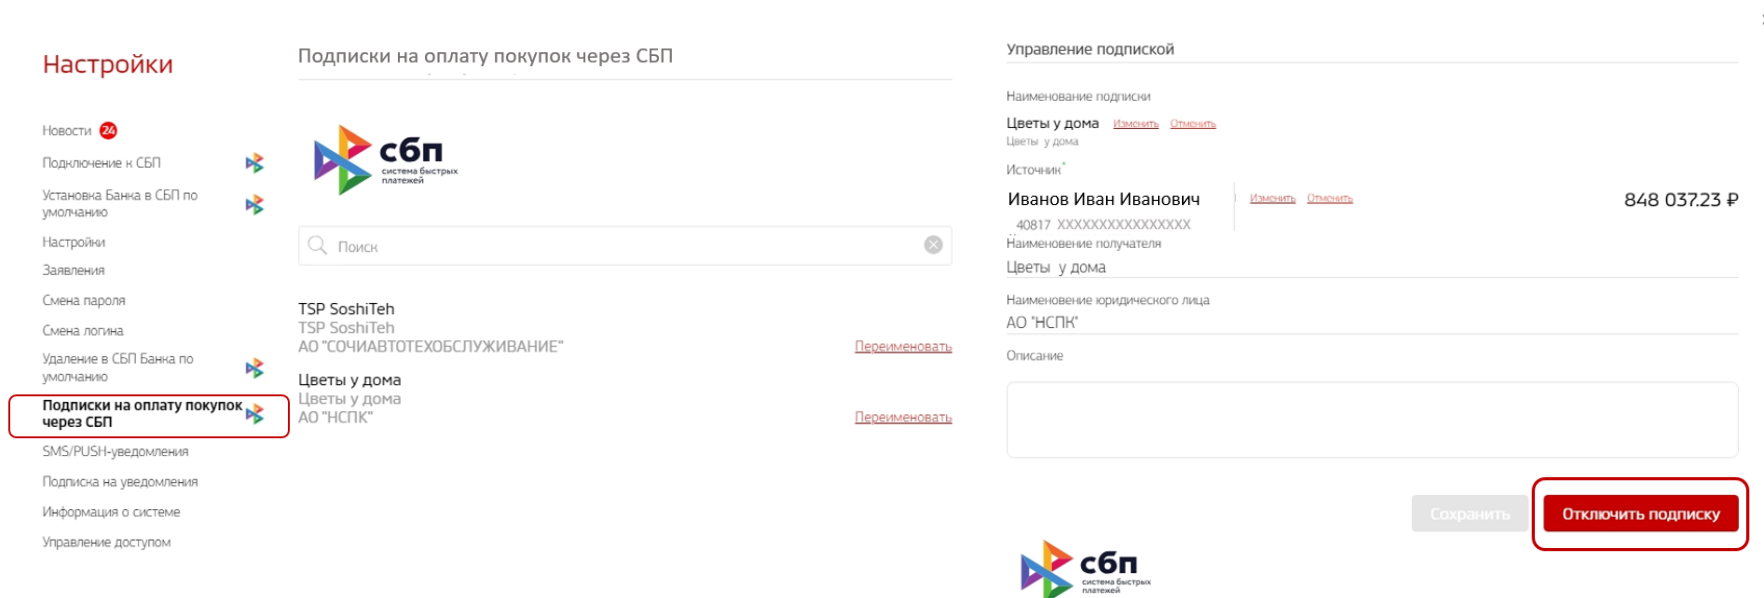 Настройки
Новости 24
Подключение к СБП
Установка Банка в СБП по
умолчанию
Настройки
Заявления
Смена пароля
Смена логина
Удаление в СБП Банка по
умолчанию
Подписки на оплату покупок
через СБП
SMS/PUSH-уведомления
Подписка на уведомления
Информация о системе
Управление доступом
Подписки на оплату покупок через СБП
сбп
система быстрых
платежей
Поиск
TSP SoshiTeh
TSP SoshiTeh
АО "СОЧИАВТОТЕХОБСЛУЖИВАНИЕ"
Переименовать
Цветы у дома
Цветы у дома
АО "НСПК"
Переименовать
Управление подпиской
Наименование подписки
Цветы у дома Изменить Отменить
Цветы у дома
Источник*
Иванов Иван Иванович Изменить Отменить 848 037.23 ₽
40817 XXXXXXXXXXXXXXXX
Наименовение получателя
Цветы у дома
Наименовение юридического лица
АО "НСПК"
Описание
Сохранить Отключить подписку
сбп
система быстрых
платежей